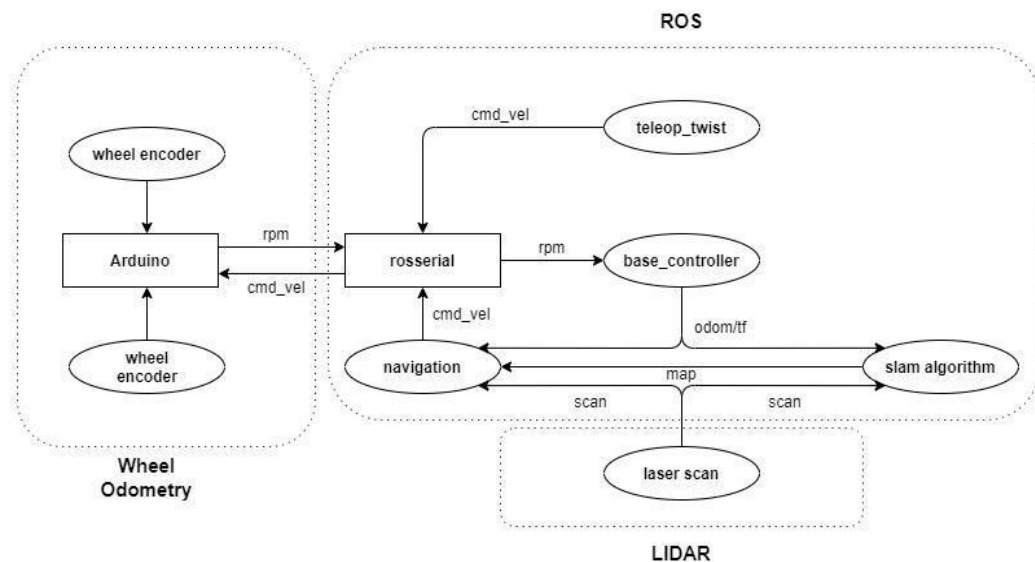 ROS
cmd_vel
teleop_twist
wheel encoder
rpm
Arduino
rosserial
rpm
base_controller
cmd_vel
cmd_vel
odom/tf
wheel
encoder
navigation
map
slam algorithm
scan
scan
Wheel
Odometry
laser scan
LIDAR